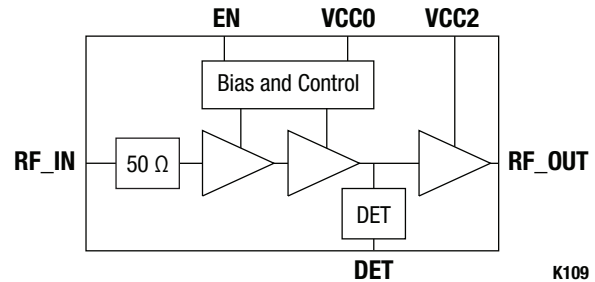 EN VCC0 VCC2
Bias and Control
RF_IN 50 Ω RF_OUT
DET
DET
K109